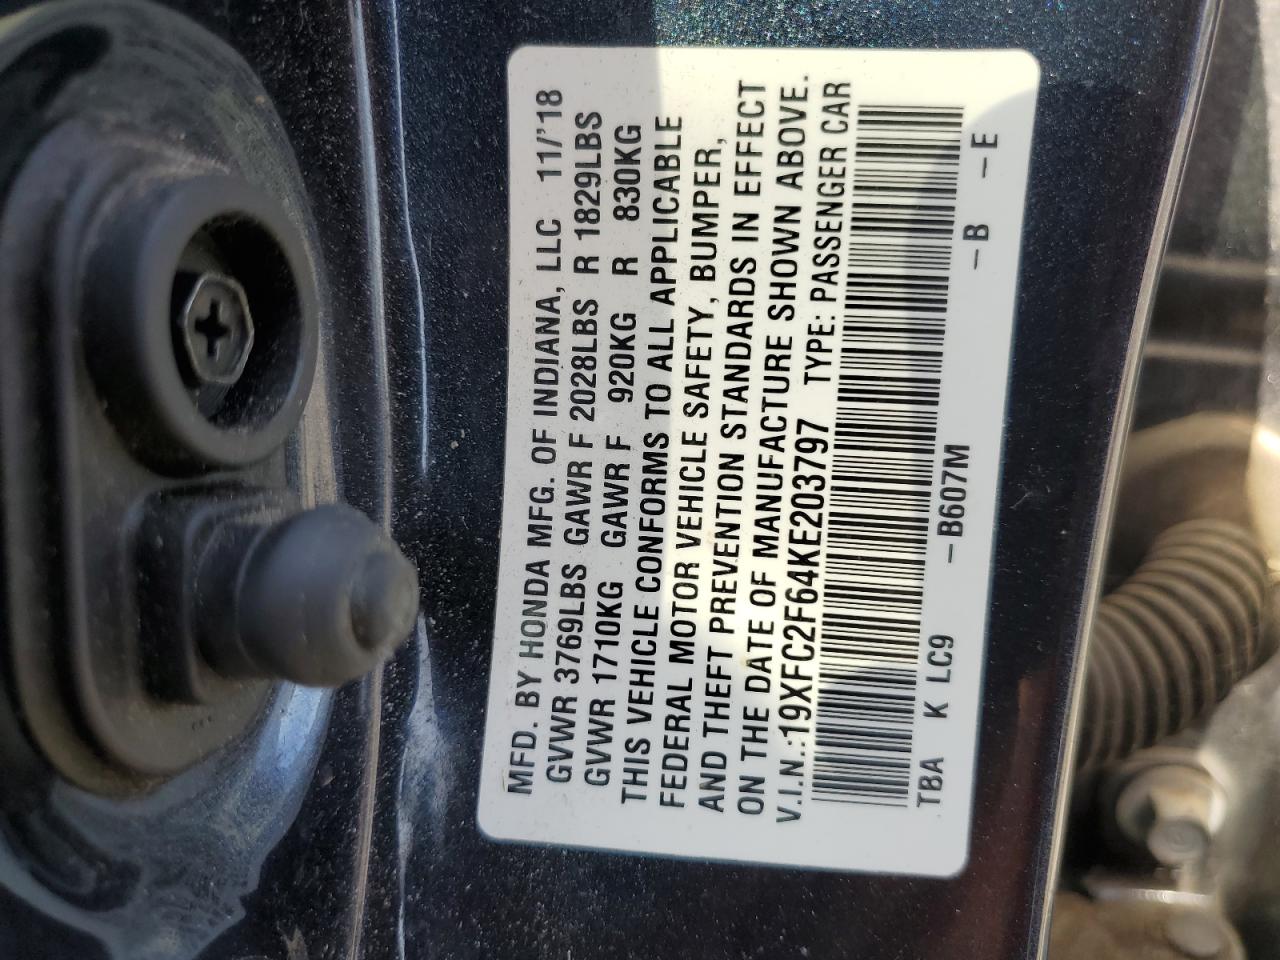 MFD. BY HONDA MFG. OF INDIANA, LLC 11/'18
GVWR 3769LBS GAWR F 2028LBS R 1829LBS
GVWR 1710KG GAWR F 920KG R 830KG
THIS VEHICLE CONFORMS TO ALL APPLICABLE
FEDERAL MOTOR VEHICLE SAFETY, BUMPER,
AND THEFT PREVENTION STANDARDS IN EFFECT
ON THE DATE OF MANUFACTURE SHOWN ABOVE.
V.I.N.:19XFC2F64KE203797 TYPE: PASSENGER CAR
TBA K LC9 –B607M –B –E